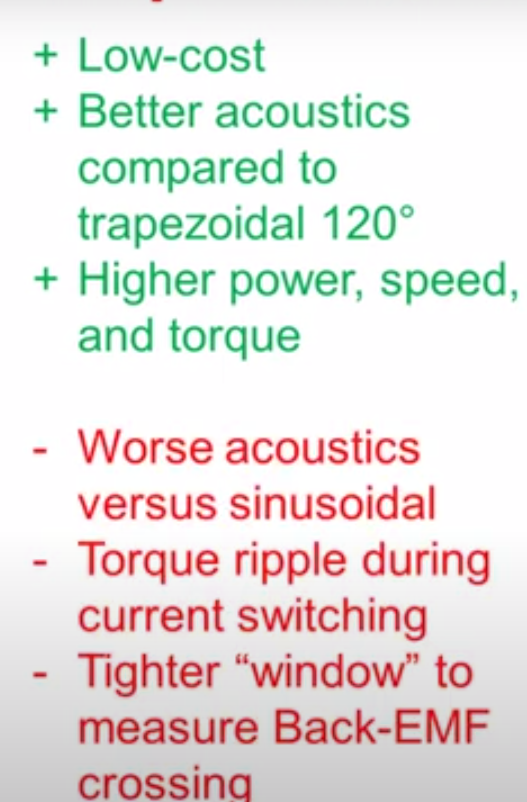 + Low-cost
+ Better acoustics
compared to
trapezoidal 120°
+ Higher power, speed,
and torque
- Worse acoustics
versus sinusoidal
- Torque ripple during
current switching
- Tighter “window” to
measure Back-EMF
crossing